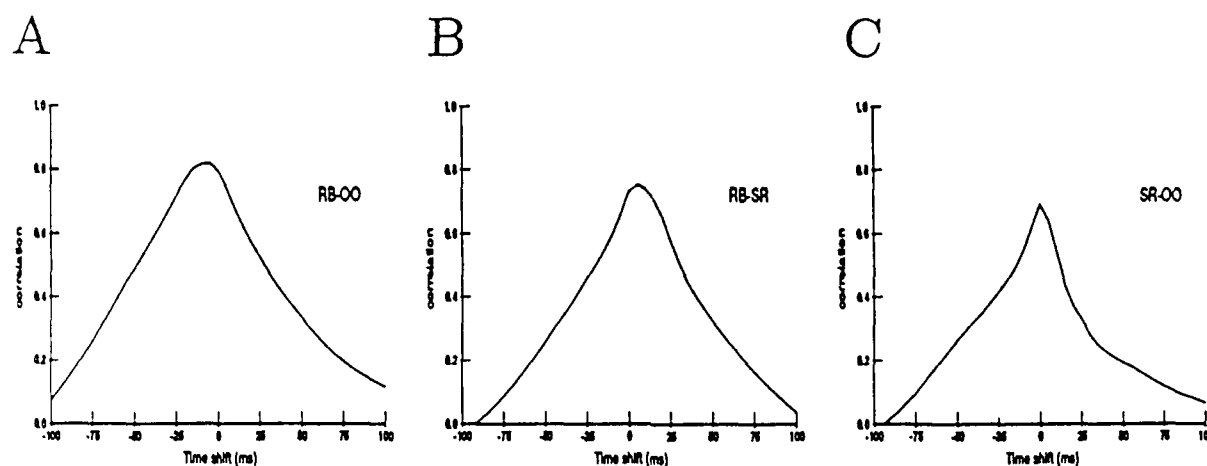 A B C
1.0 1.0 1.0
0.8 0.8 0.8
RB-OO RB-SR SR-OO
0.6 0.6 0.6
correlation correlation correlation
0.4 0.4 0.4
0.2 0.2 0.2
0.0 0.0 0.0
-100 -75 -50 -25 0 25 50 75 100 -100 -75 -50 -25 0 25 50 75 100 -100 -75 -50 -25 0 25 50 75 100
Time shift (ms) Time shift (ms) Time shift (ms)